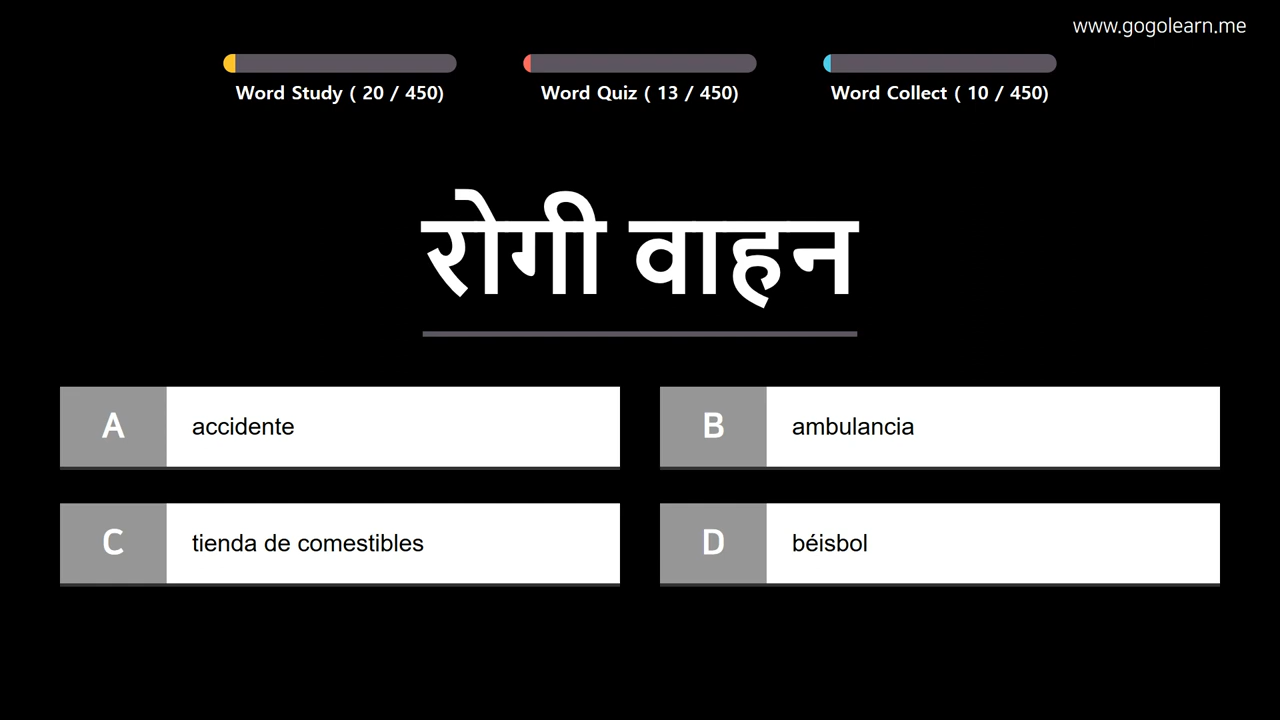 www.gogolearn.me
Word Study ( 20 / 450)
Word Quiz ( 13 / 450)
Word Collect ( 10 / 450)
रोगी वाहन
A accidente
B ambulancia
C tienda de comestibles
D béisbol